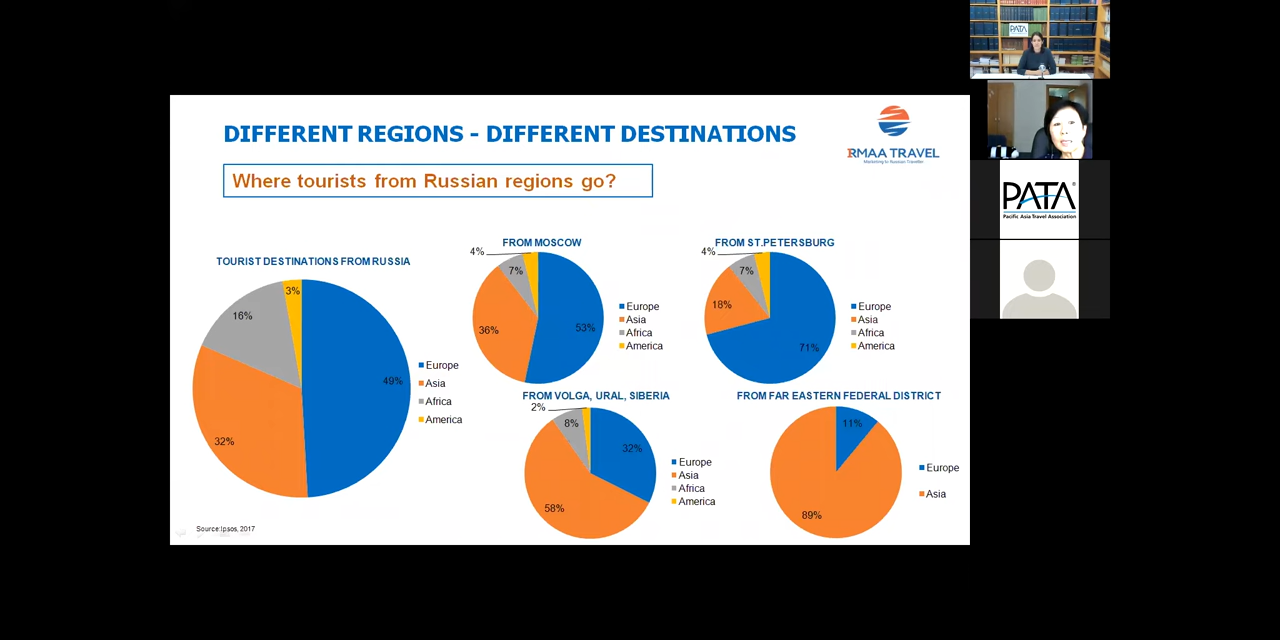 DIFFERENT REGIONS - DIFFERENT DESTINATIONS
RMAA TRAVEL
Marketing to Russian Traveller
Where tourists from Russian regions go?
TOURIST DESTINATIONS FROM RUSSIA
3%
16%
49%
32%
Europe
Asia
Africa
America
FROM MOSCOW
4%
7%
36%
53%
Europe
Asia
Africa
America
FROM ST.PETERSBURG
4%
7%
18%
71%
Europe
Asia
Africa
America
FROM VOLGA, URAL, SIBERIA
2%
8%
32%
58%
Europe
Asia
Africa
America
FROM FAR EASTERN FEDERAL DISTRICT
11%
89%
Europe
Asia
Source:Ipsos, 2017
PATA
PATA®
Pacific Asia Travel Association